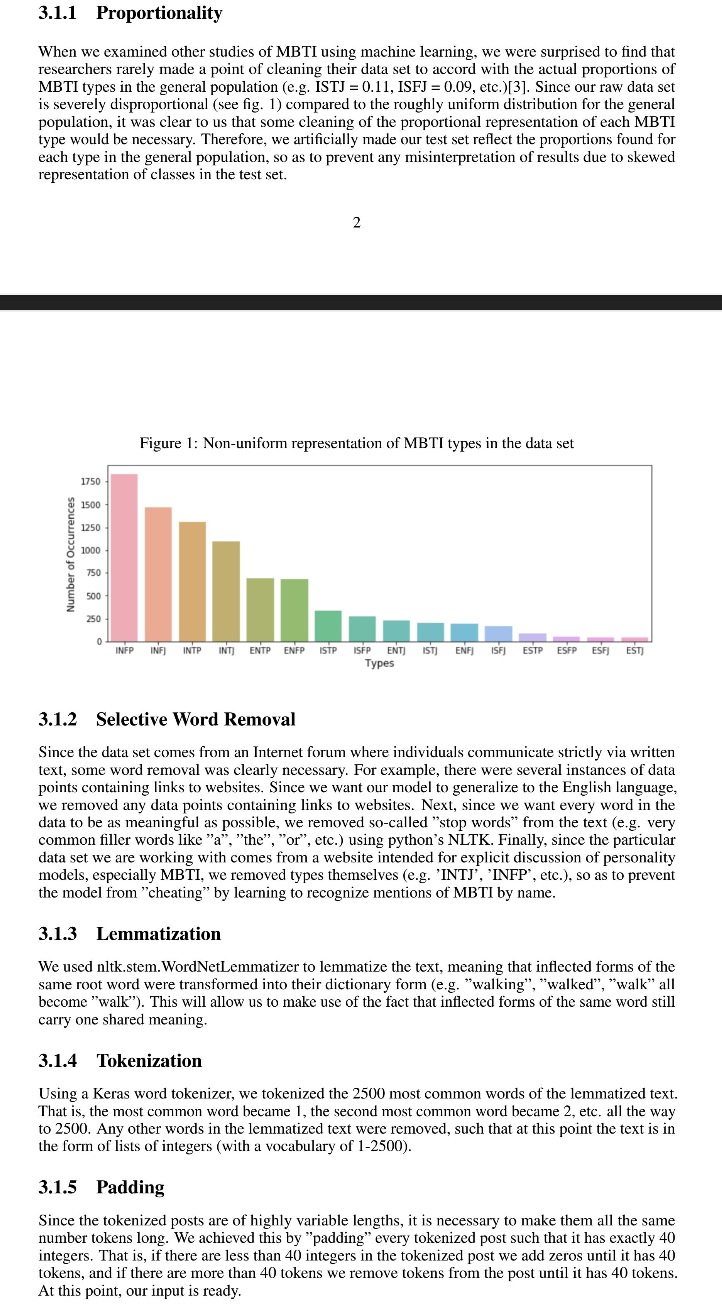 3.1.1 Proportionality
When we examined other studies of MBTI using machine learning, we were surprised to find that
researchers rarely made a point of cleaning their data set to accord with the actual proportions of
MBTI types in the general population (e.g. ISTJ = 0.11, ISFJ = 0.09, etc.)[3]. Since our raw data set
is severely disproportional (see fig. 1) compared to the roughly uniform distribution for the general
population, it was clear to us that some cleaning of the proportional representation of each MBTI
type would be necessary. Therefore, we artificially made our test set reflect the proportions found for
each type in the general population, so as to prevent any misinterpretation of results due to skewed
representation of classes in the test set.
2
Figure 1: Non-uniform representation of MBTI types in the data set
Number of Occurrences
1750
1500
1250
1000
750
500
250
0
INFP INFJ INTP INTJ ENTP ENFP ISTP ISFP ENTJ ISTJ ENFJ ISFJ ESTP ESFP ESFJ ESTJ
Types
3.1.2 Selective Word Removal
Since the data set comes from an Internet forum where individuals communicate strictly via written
text, some word removal was clearly necessary. For example, there were several instances of data
points containing links to websites. Since we want our model to generalize to the English language,
we removed any data points containing links to websites. Next, since we want every word in the
data to be as meaningful as possible, we removed so-called ”stop words” from the text (e.g. very
common filler words like ”a”, ”the”, ”or”, etc.) using python’s NLTK. Finally, since the particular
data set we are working with comes from a website intended for explicit discussion of personality
models, especially MBTI, we removed types themselves (e.g. ’INTJ’, ’INFP’, etc.), so as to prevent
the model from ”cheating” by learning to recognize mentions of MBTI by name.
3.1.3 Lemmatization
We used nltk.stem.WordNetLemmatizer to lemmatize the text, meaning that inflected forms of the
same root word were transformed into their dictionary form (e.g. ”walking”, ”walked”, ”walk” all
become ”walk”). This will allow us to make use of the fact that inflected forms of the same word still
carry one shared meaning.
3.1.4 Tokenization
Using a Keras word tokenizer, we tokenized the 2500 most common words of the lemmatized text.
That is, the most common word became 1, the second most common word became 2, etc. all the way
to 2500. Any other words in the lemmatized text were removed, such that at this point the text is in
the form of lists of integers (with a vocabulary of 1-2500).
3.1.5 Padding
Since the tokenized posts are of highly variable lengths, it is necessary to make them all the same
number tokens long. We achieved this by ”padding” every tokenized post such that it has exactly 40
integers. That is, if there are less than 40 integers in the tokenized post we add zeros until it has 40
tokens, and if there are more than 40 tokens we remove tokens from the post until it has 40 tokens.
At this point, our input is ready.